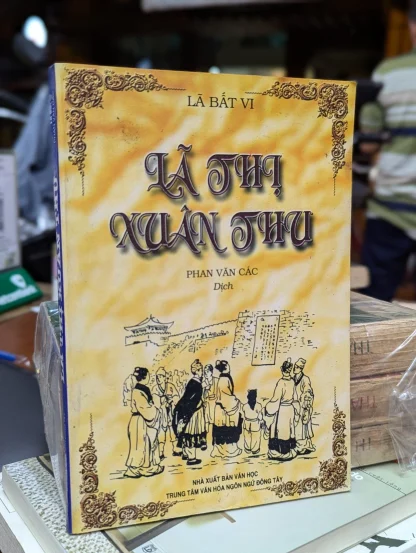 LÃ BẤT VI
LÃ THỊ
XUÂN THU
PHAN VĂN CÁC
Dịch
NHÀ XUẤT BẢN VĂN HỌC
TRUNG TÂM VĂN HÓA NGÔN NGỮ ĐÔNG TÂY